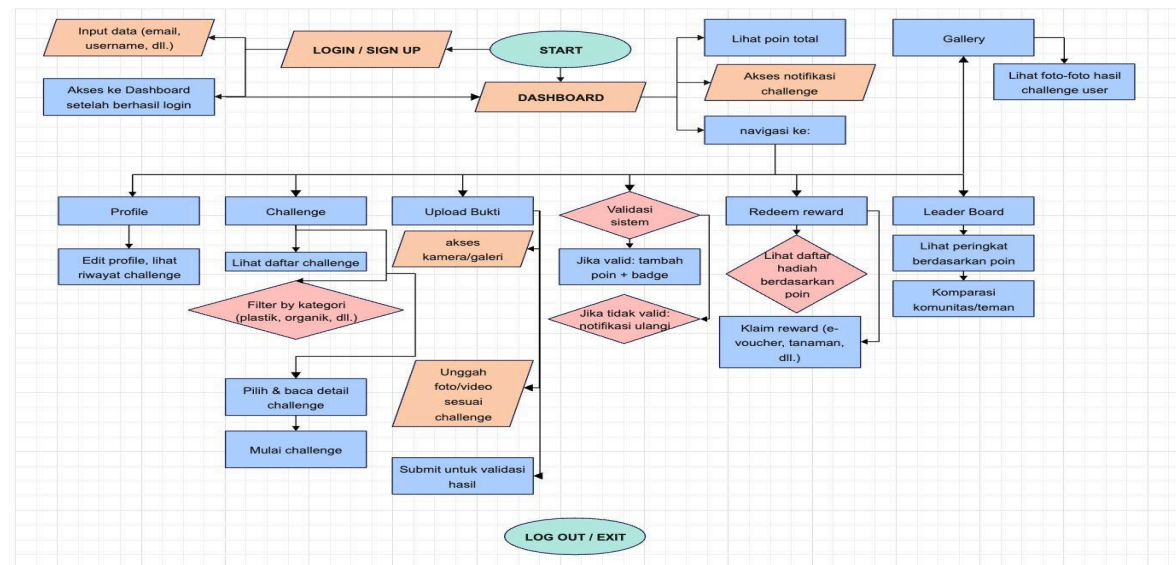 Input data (email,
username, dll.)
LOGIN / SIGN UP
START
Lihat poin total
Gallery
Akses ke Dashboard
setelah berhasil login
DASHBOARD
Akses notifikasi
challenge
Lihat foto-foto hasil
challenge user
navigasi ke:
Profile
Edit profile, lihat
riwayat challenge
Challenge
Lihat daftar challenge
Filter by kategori
(plastik, organik, dll.)
Pilih & baca detail
challenge
Mulai challenge
Upload Bukti
akses
kamera/galeri
Unggah
foto/video
sesuai
challenge
Submit untuk validasi
hasil
Validasi
sistem
Jika valid: tambah
poin + badge
Jika tidak valid:
notifikasi ulangi
Redeem reward
Lihat daftar
hadiah
berdasarkan
poin
Klaim reward (e-
voucher, tanaman,
dll.)
Leader Board
Lihat peringkat
berdasarkan poin
Komparasi
komunitas/teman
LOG OUT / EXIT